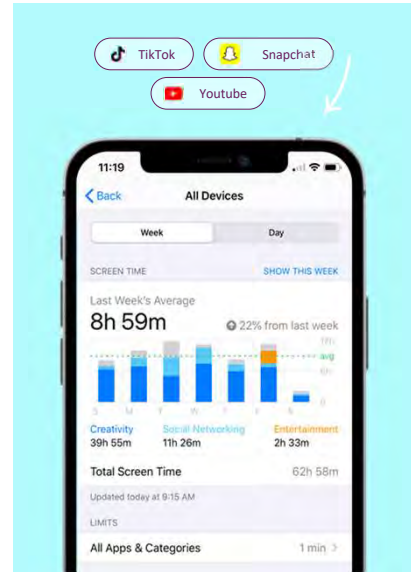 TikTok
Snapchat
Youtube
11:19
Back
All Devices
Week
Day
SCREEN TIME
SHOW THIS WEEK
Last Week's Average
8h 59m
22% from last week
avg
S M T W T F S
Creativity
Social Networking
Entertainment
39h 55m
11h 26m
2h 33m
Total Screen Time
62h 58m
Updated today at 9:15 AM
LIMITS
All Apps & Categories
1 min